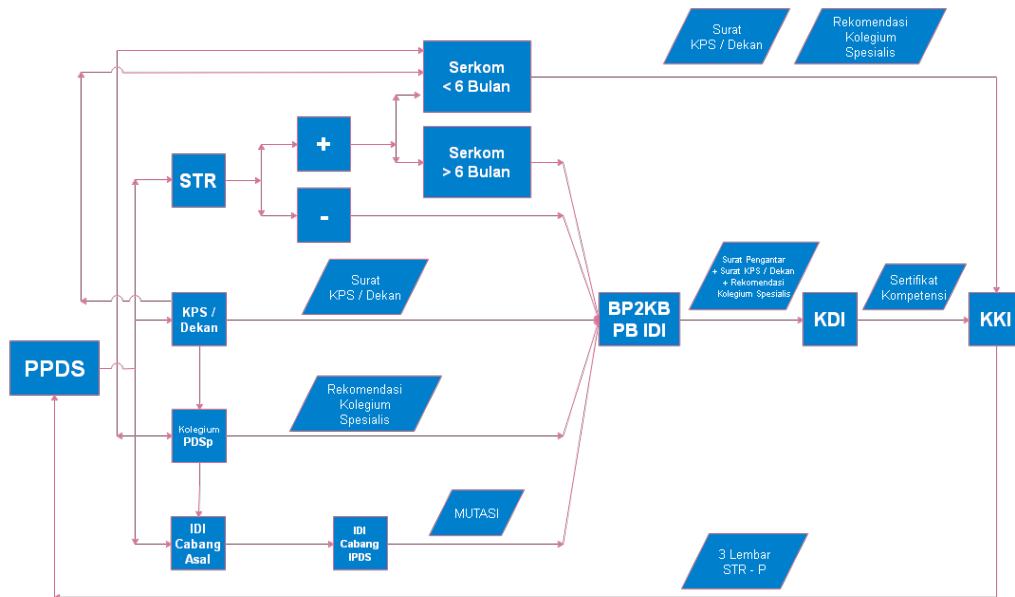 Surat
KPS / Dekan
Rekomendasi
Kolegium
Spesialis
Serkom
< 6 Bulan
+
Serkom
> 6 Bulan
STR
-
Surat
KPS / Dekan
Surat Pengantar
+ Surat KPS / Dekan
+ Rekomendasi
Kolegium Spesialis
Sertifikat
Kompetensi
KPS /
Dekan
BP2KB
PB IDI
KDI
KKI
PPDS
Rekomendasi
Kolegium
Spesialis
Kolegium
PDSp
MUTASI
IDI
Cabang
Asal
IDI
Cabang
IPDS
3 Lembar
STR - P